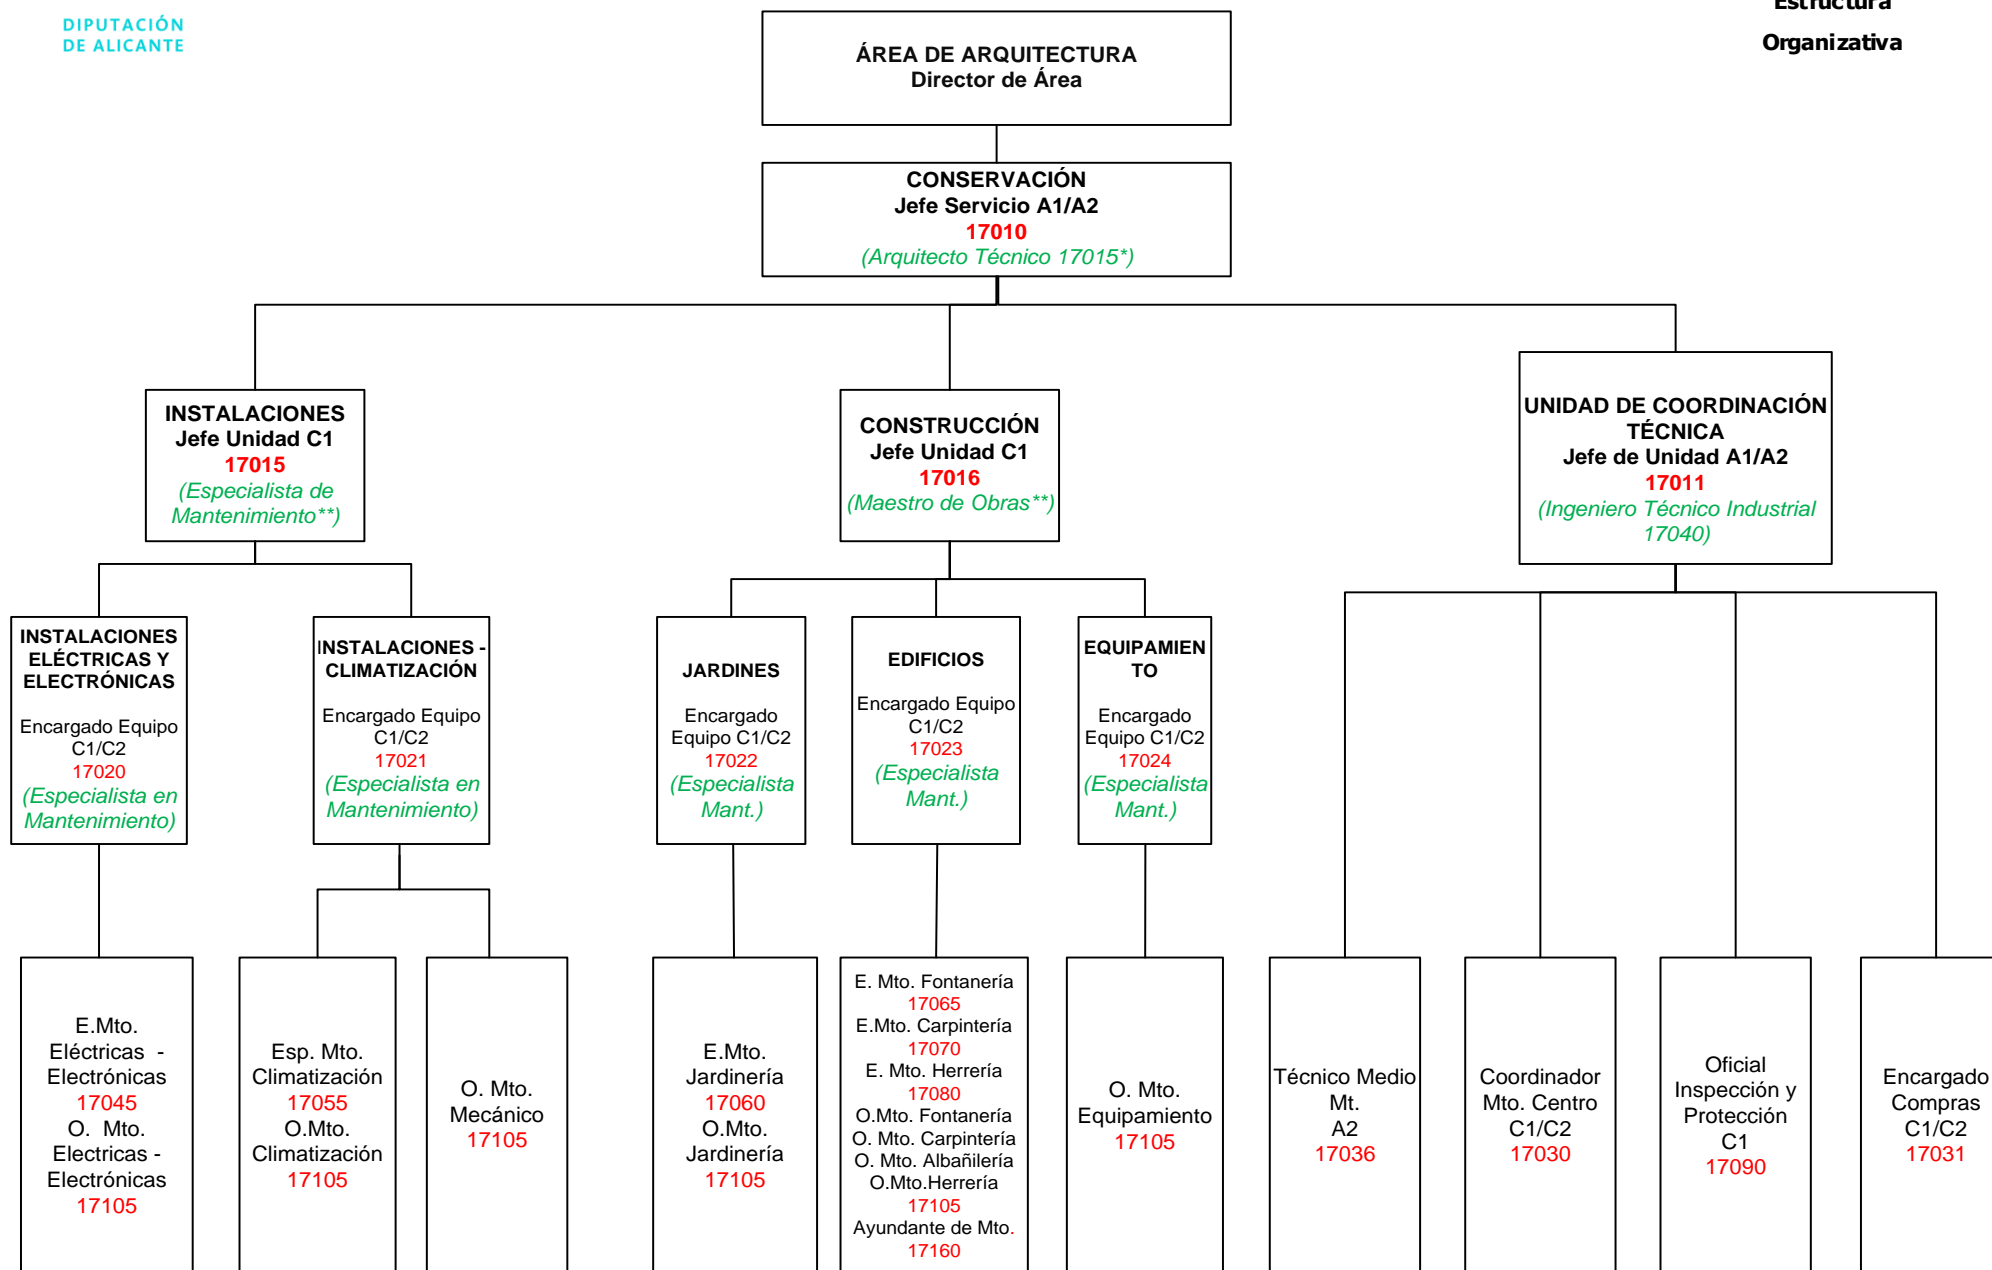 DIPUTACIÓN
DE ALICANTE
Estructura
Organizativa
ÁREA DE ARQUITECTURA
Director de Área
CONSERVACIÓN
Jefe Servicio A1/A2
17010
(Arquitecto Técnico 17015*)
INSTALACIONES
Jefe Unidad C1
17015
(Especialista de
Mantenimiento**)
CONSTRUCCIÓN
Jefe Unidad C1
17016
(Maestro de Obras**)
UNIDAD DE COORDINACIÓN
TÉCNICA
Jefe de Unidad A1/A2
17011
(Ingeniero Técnico Industrial
17040)
INSTALACIONES
ELÉCTRICAS Y
ELECTRÓNICAS
Encargado Equipo
C1/C2
17020
(Especialista en
Mantenimiento)
INSTALACIONES -
CLIMATIZACIÓN
Encargado Equipo
C1/C2
17021
(Especialista en
Mantenimiento)
JARDINES
Encargado
Equipo C1/C2
17022
(Especialista
Mant.)
EDIFICIOS
Encargado Equipo
C1/C2
17023
(Especialista
Mant.)
EQUIPAMIEN
TO
Encargado
Equipo C1/C2
17024
(Especialista
Mant.)
E.Mto.
Eléctricas -
Electrónicas
17045
O. Mto.
Electricas -
Electrónicas
17105
Esp. Mto.
Climatización
17055
O.Mto.
Climatización
17105
O. Mto.
Mecánico
17105
E.Mto.
Jardinería
17060
O.Mto.
Jardinería
17105
E. Mto. Fontanería
17065
E.Mto. Carpintería
17070
E. Mto. Herrería
17080
O.Mto. Fontanería
O. Mto. Carpintería
O. Mto. Albañilería
O.Mto.Herrería
17105
Ayundante de Mto.
17160
O. Mto.
Equipamiento
17105
Técnico Medio
Mt.
A2
17036
Coordinador
Mto. Centro
C1/C2
17030
Oficial
Inspección y
Protección
C1
17090
Encargado
Compras
C1/C2
17031